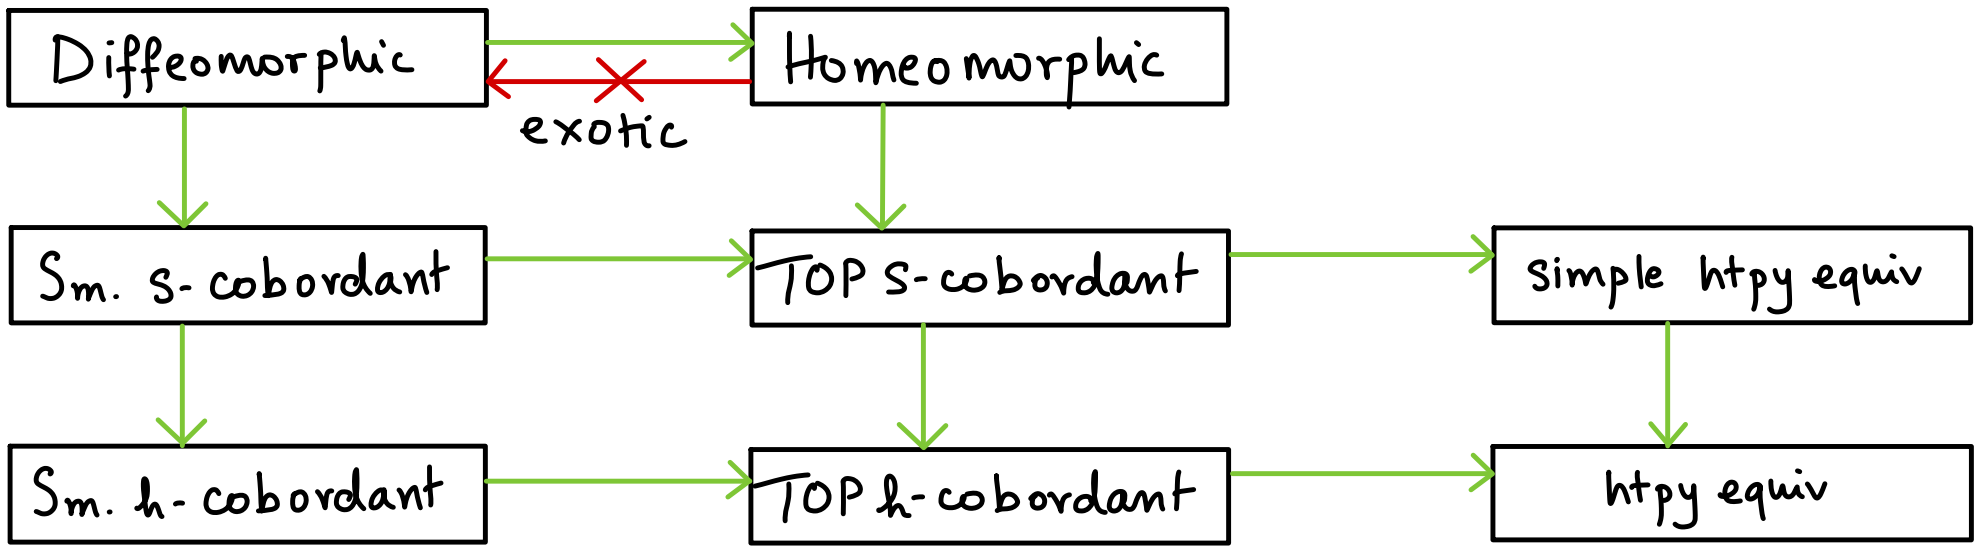 Diffeomorphic
Homeomorphic
exotic
Sm. s-cobordant
TOP s-cobordant
simple htpy equiv
Sm. h-cobordant
TOP h-cobordant
htpy equiv